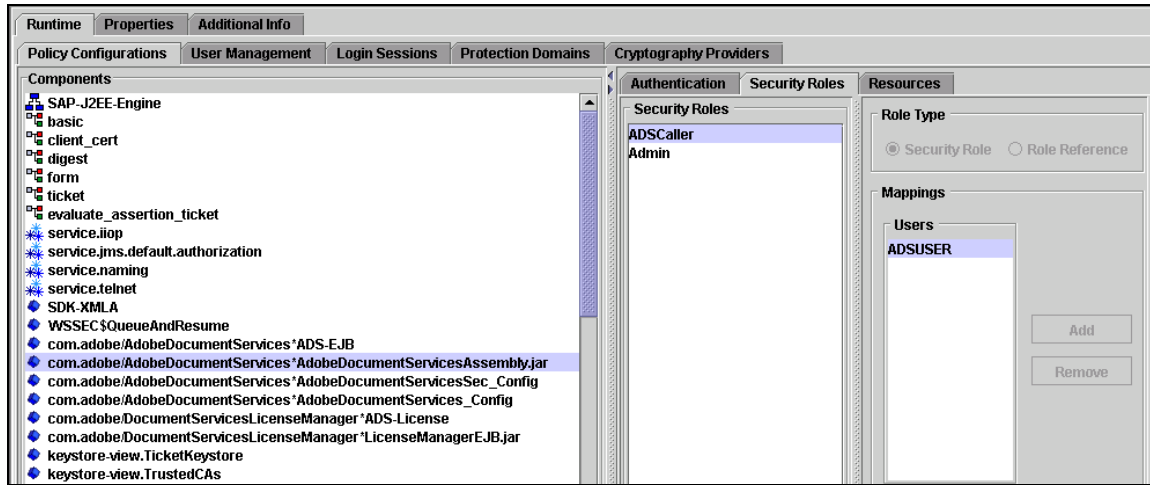 Runtime Properties Additional Info
Policy Configurations User Management Login Sessions Protection Domains Cryptography Providers
Components
SAP-J2EE-Engine
basic
client_cert
digest
form
ticket
evaluate_assertion_ticket
service.iiop
service.jms.default.authorization
service.naming
service.telnet
SDK-XMLA
WSSEC$QueueAndResume
com.adobe/AdobeDocumentServices*ADS-EJB
com.adobe/AdobeDocumentServices*AdobeDocumentServicesAssembly.jar
com.adobe/AdobeDocumentServices*AdobeDocumentServicesSec_Config
com.adobe/AdobeDocumentServices*AdobeDocumentServices_Config
com.adobe/DocumentServicesLicenseManager*ADS-License
com.adobe/DocumentServicesLicenseManager*LicenseManagerEJB.jar
keystore-view.TicketKeystore
keystore-view.TrustedCAs
Authentication Security Roles Resources
Security Roles
ADSCaller
Admin
Role Type
Security Role Role Reference
Mappings
Users
ADSUSER
Add
Remove